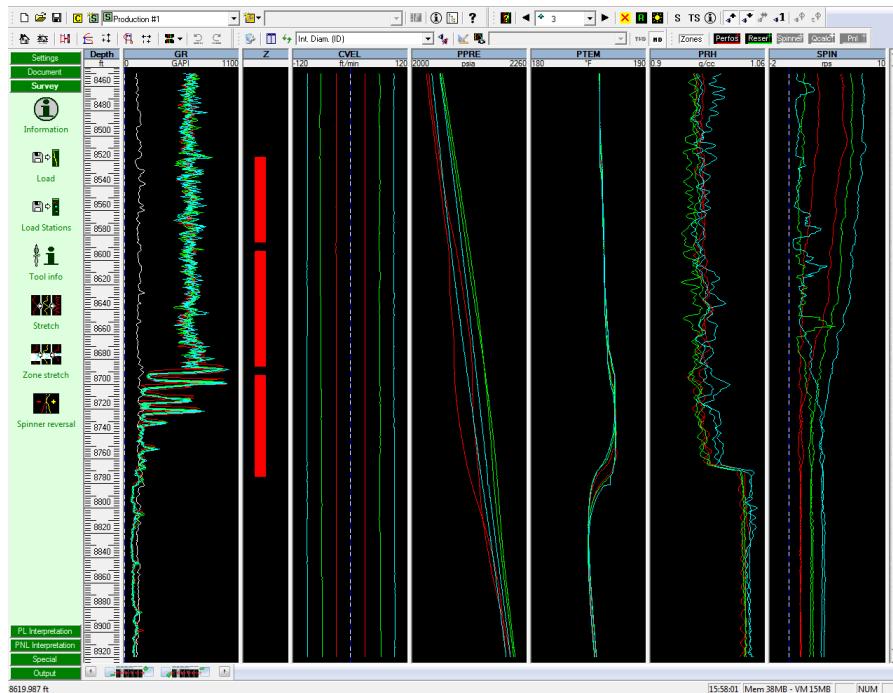 Production #1
3
S TS
Int. Diam. (ID)
Zones Perfos Reset Spinner Qcalc Pnl
Settings
Document
Survey
Information
Load
Load Stations
Tool info
Stretch
Zone stretch
Spinner reversal
PL Interpretation
PNL Interpretation
Special
Output
Depth GR Z CVEL PPRE PTEM PRH SPIN
ft 0 GAPI 1100 -120 ft/min 120 2000 psia 2260 180 °F 190 0.9 g/cc 1.06 -2 rps 10
8460
8480
8500
8520
8540
8560
8580
8600
8620
8640
8660
8680
8700
8720
8740
8760
8780
8800
8820
8840
8860
8880
8900
8920
8619.987 ft 15:58:01 Mem 38MB - VM 15MB NUM